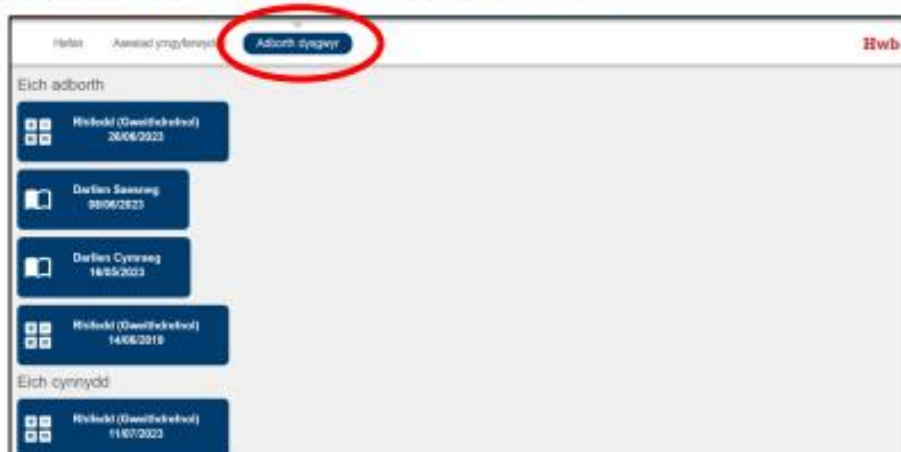 Hafan Asesiad ymgyfarwyddo Adborth dysgwyr Hwb
Eich adborth
Rhifedd (Gweithdrefnol)
26/06/2023
Darllen Saesneg
08/06/2023
Darllen Cymraeg
16/05/2023
Rhifedd (Gweithdrefnol)
14/06/2019
Eich cynnydd
Rhifedd (Gweithdrefnol)
11/07/2023